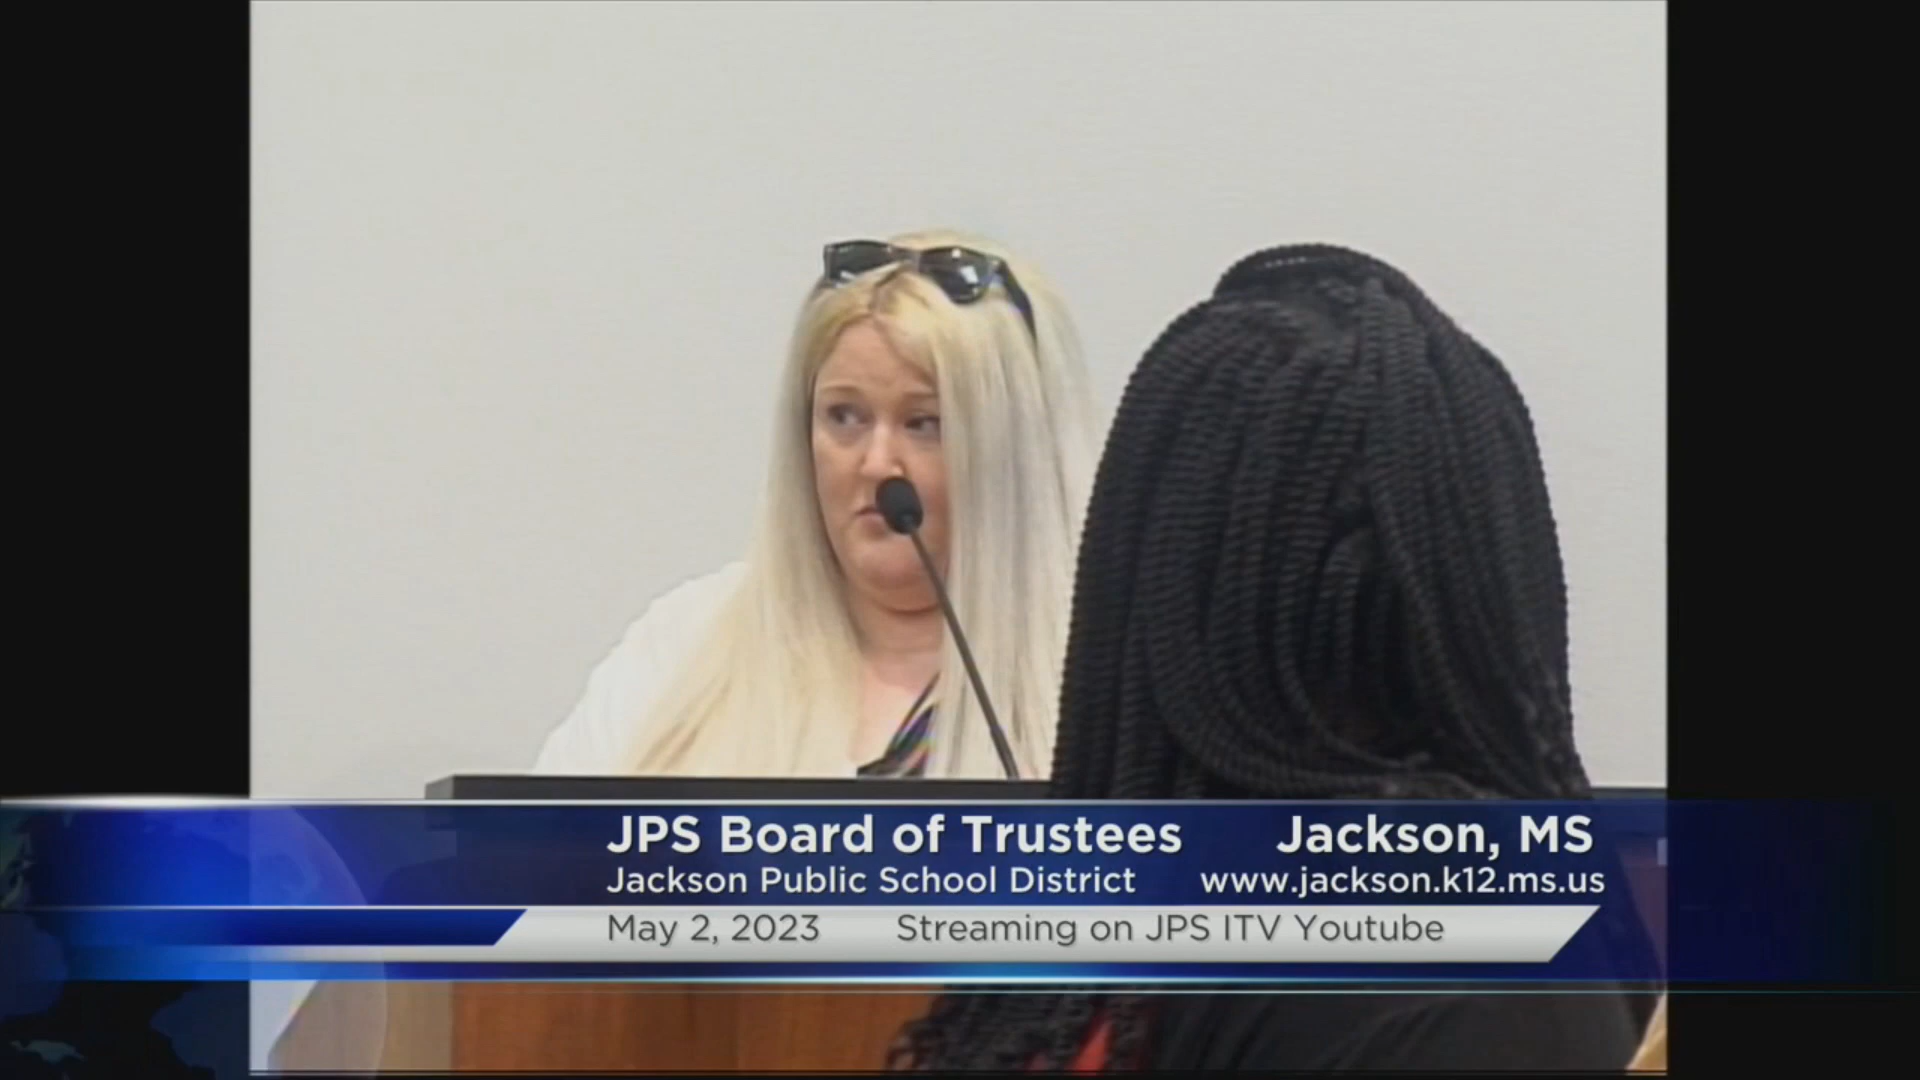 JPS Board of Trustees Jackson, MS
Jackson Public School District www.jackson.k12.ms.us
May 2, 2023 Streaming on JPS ITV Youtube